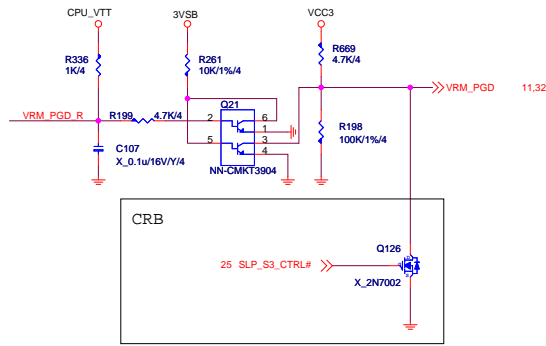 CPU_VTT
3VSB
VCC3
R336
1K/4
R261
10K/1%/4
R669
4.7K/4
VRM_PGD_R
R199
4.7K/4
Q21
2
6
1
5
3
4
NN-CMKT3904
VRM_PGD
11,32
R198
100K/1%/4
C107
X_0.1u/16V/Y/4
CRB
Q126
25 SLP_S3_CTRL#
X_2N7002